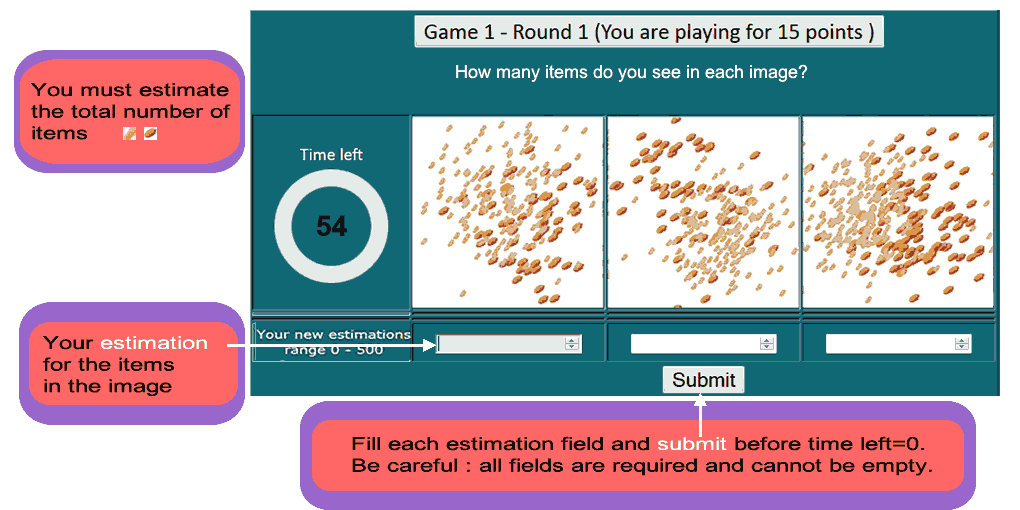 Game 1 - Round 1 (You are playing for 15 points )
How many items do you see in each image?
You must estimate
the total number of
items
Time left
54
Your new estimations
range 0 - 500
Your estimation
for the items
in the image
Submit
Fill each estimation field and submit before time left=0.
Be careful : all fields are required and cannot be empty.